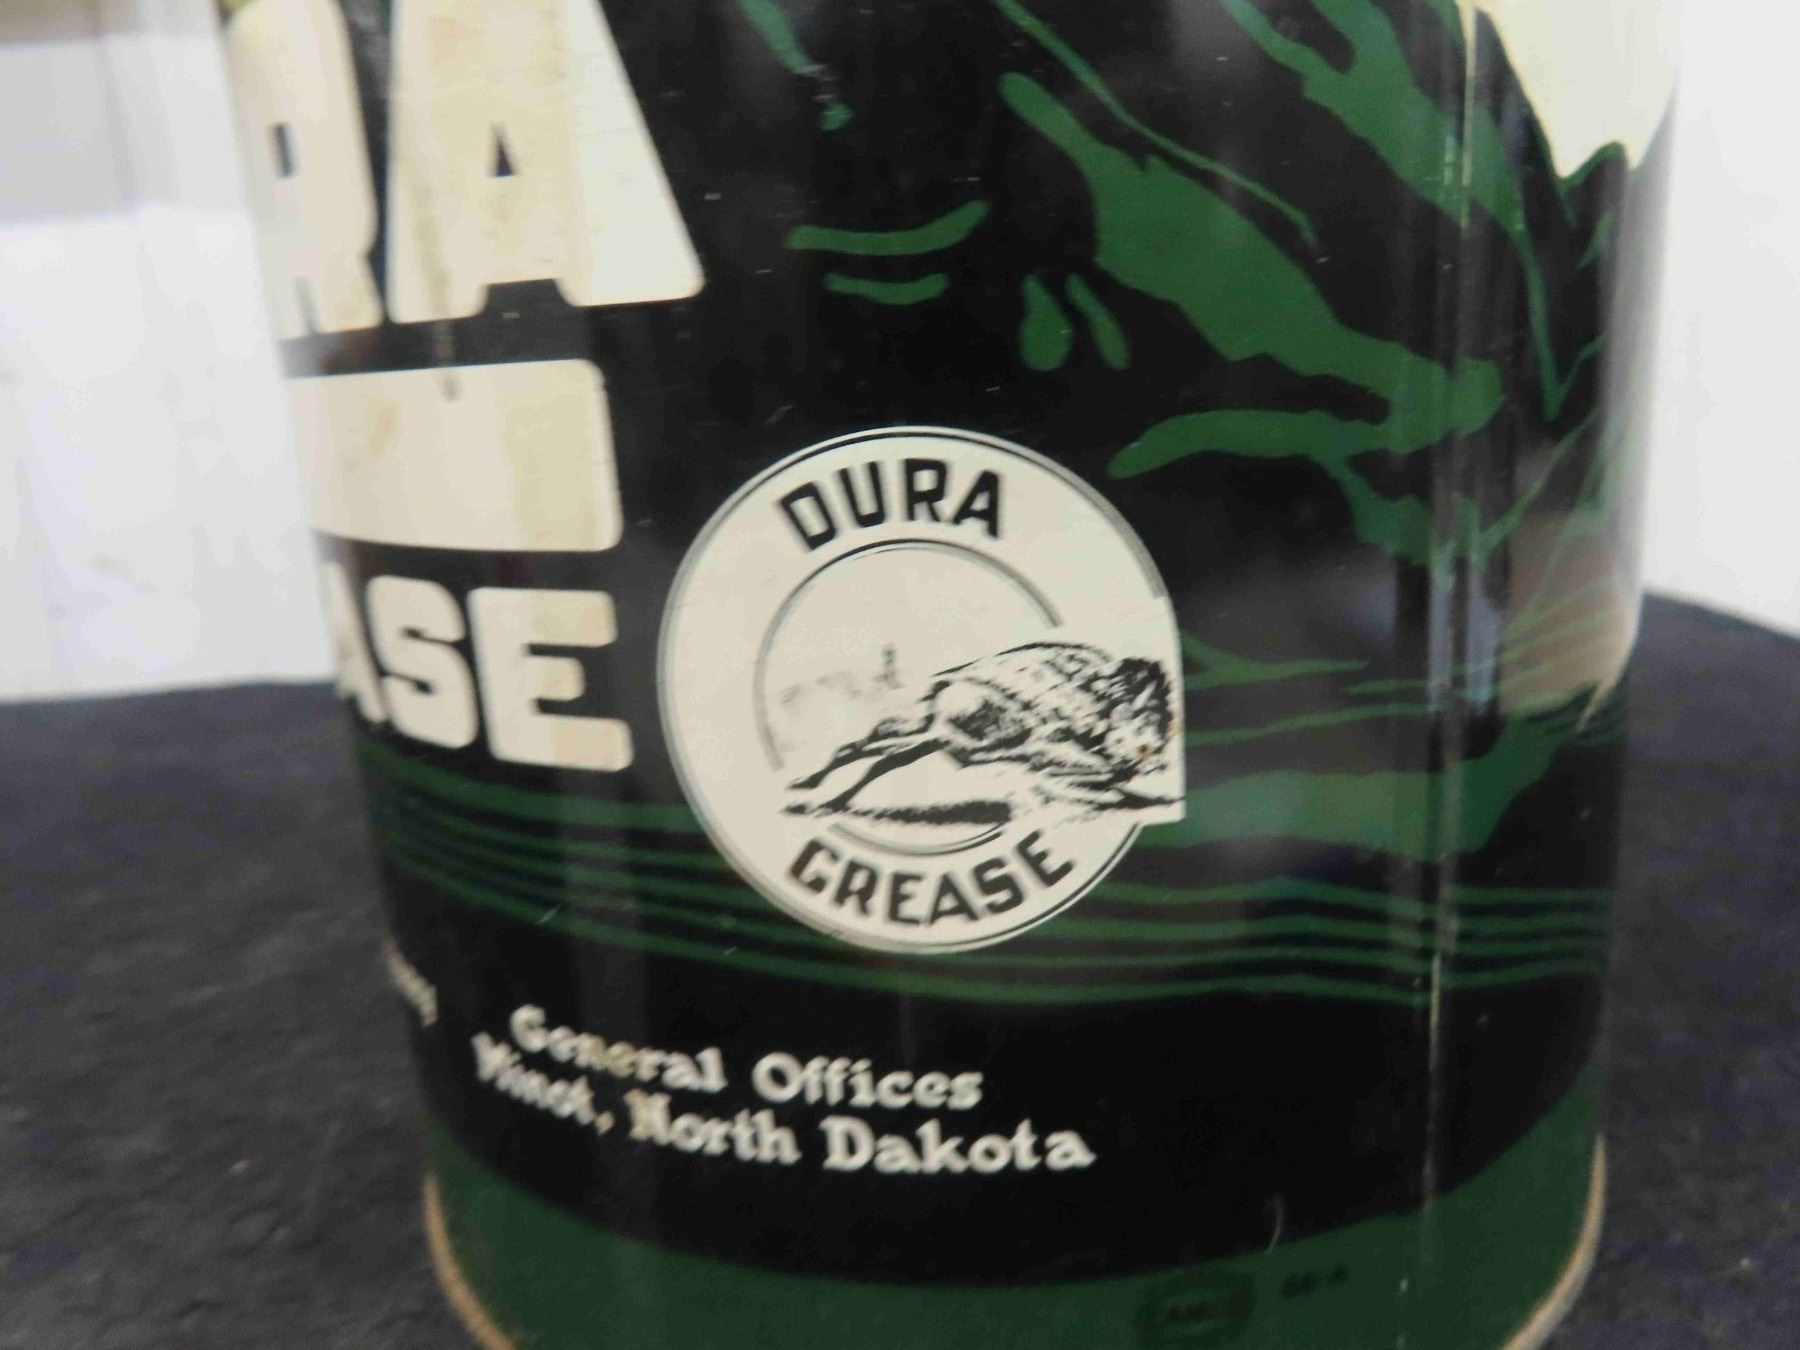 RA
ASE
DURA
GREASE
General Offices
Minot, North Dakota